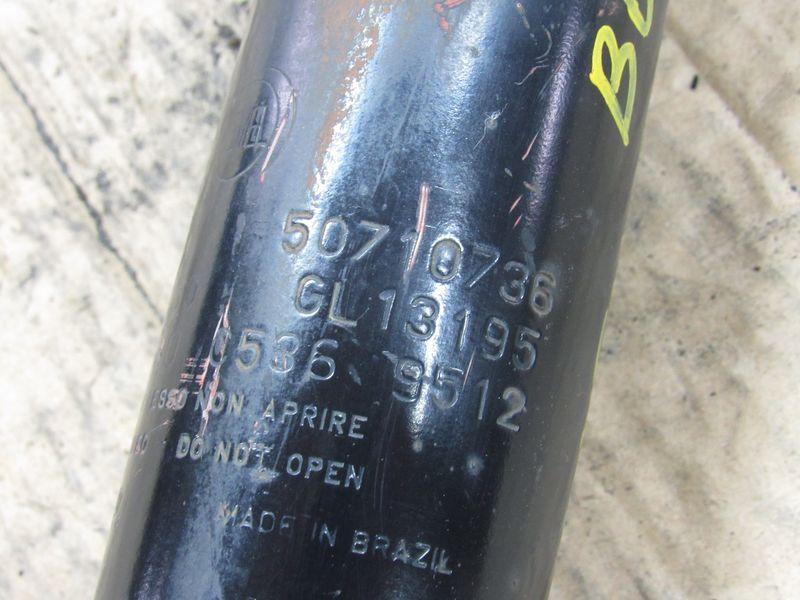 50710736
GL13195
0536 9512
NON APRIRE
DO NOT OPEN
MADE IN BRAZIL